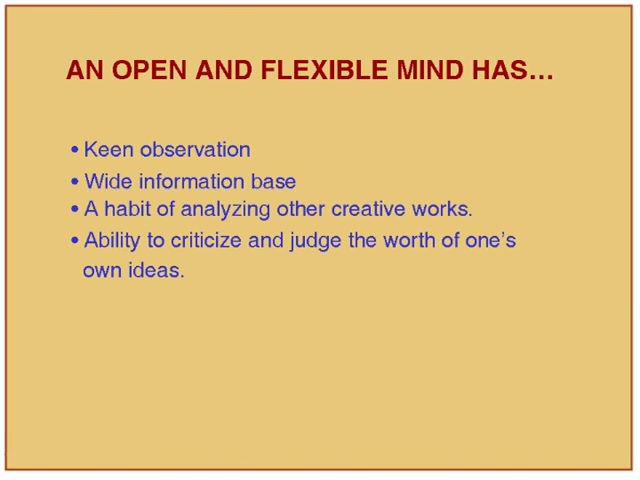 AN OPEN AND FLEXIBLE MIND HAS…
• Keen observation
• Wide information base
• A habit of analyzing other creative works.
• Ability to criticize and judge the worth of one’s
own ideas.